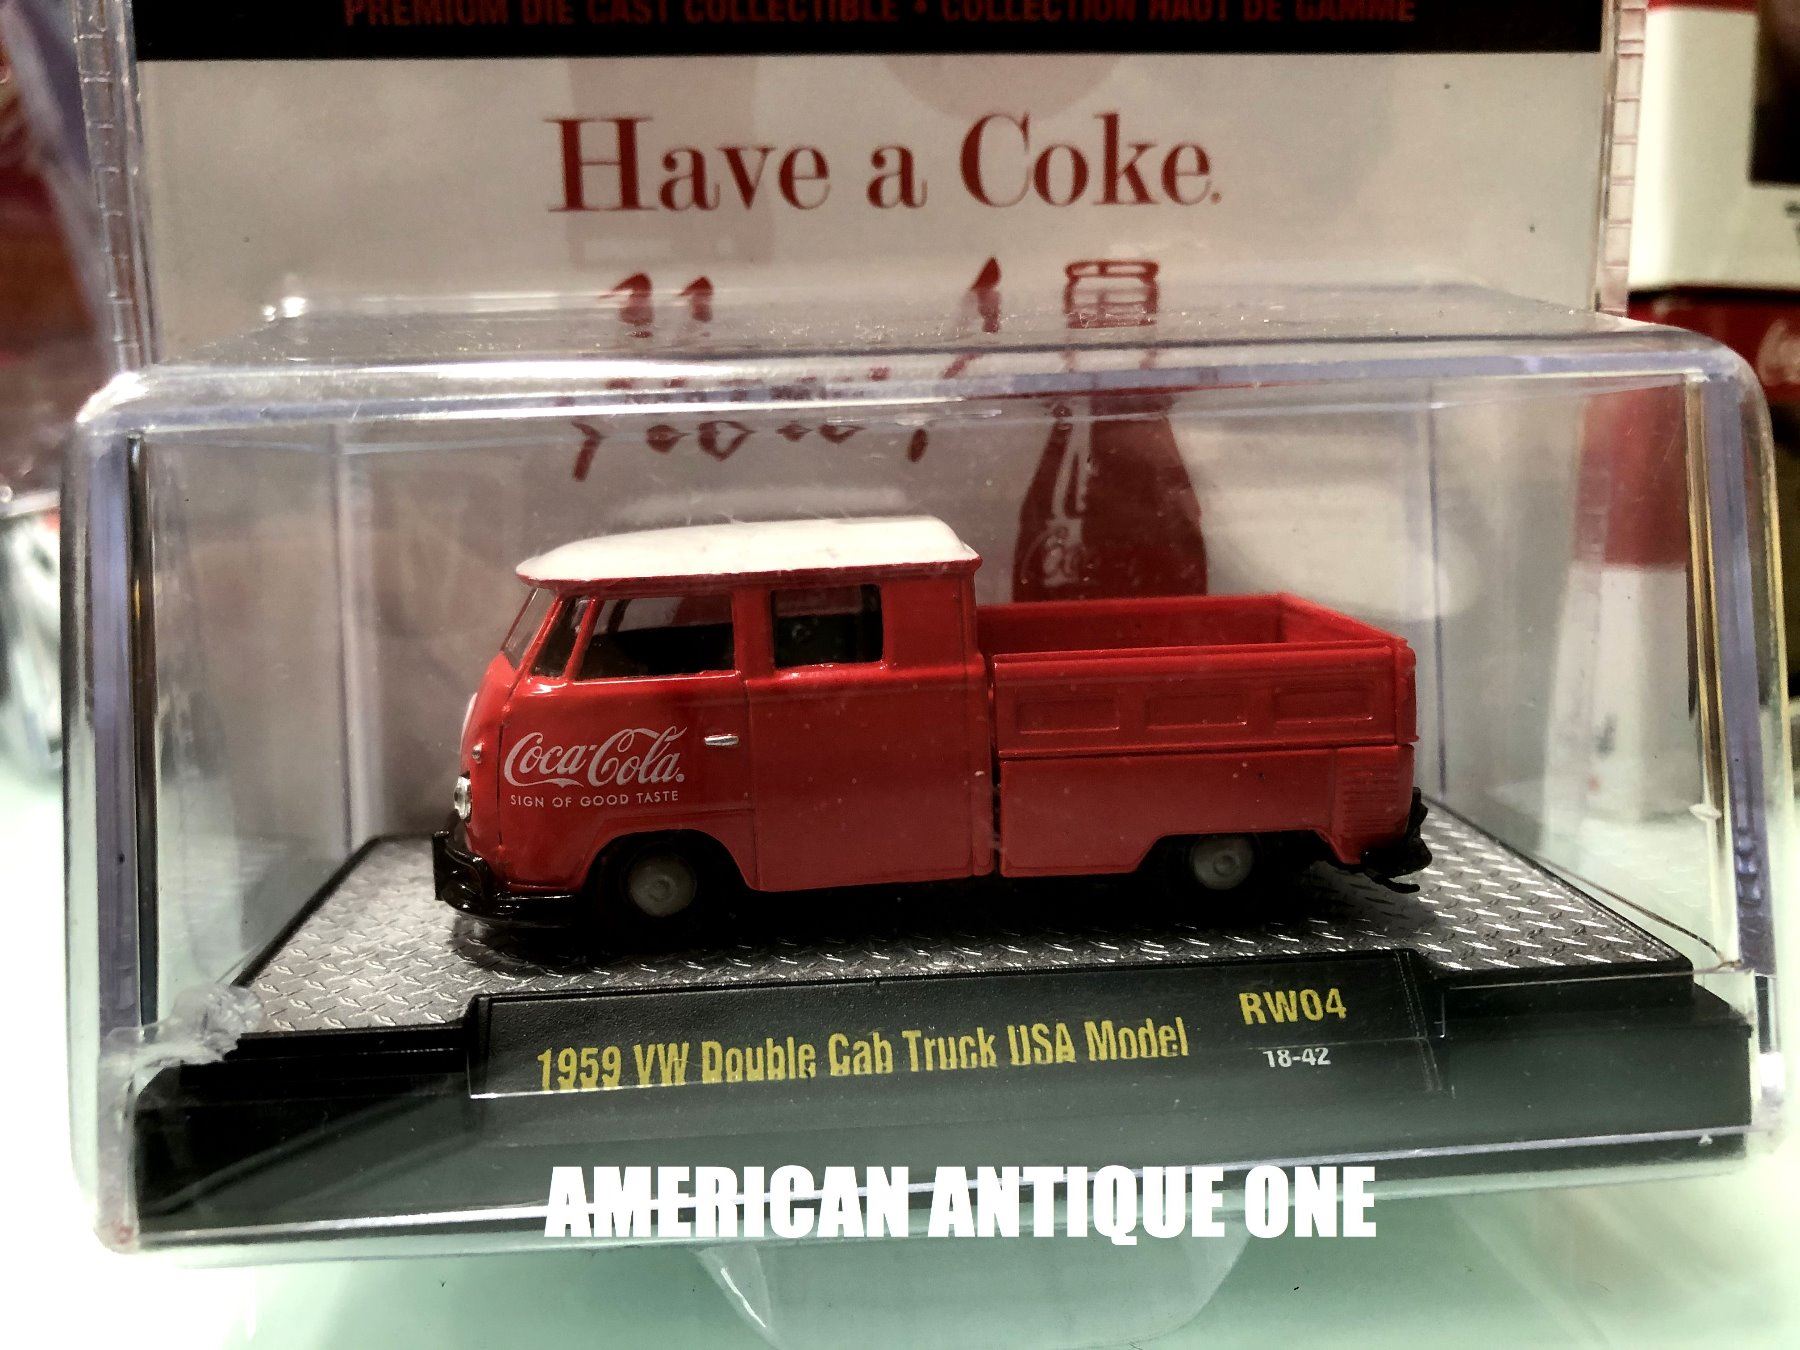 PREMIUM DIE CAST COLLECTIBLE • COLLECTION HAUT DE GAMME
Have a Coke.
Coca-Cola
SIGN OF GOOD TASTE
1959 VW Double Cab Truck USA Model
RW04
18-42
AMERICAN ANTIQUE ONE